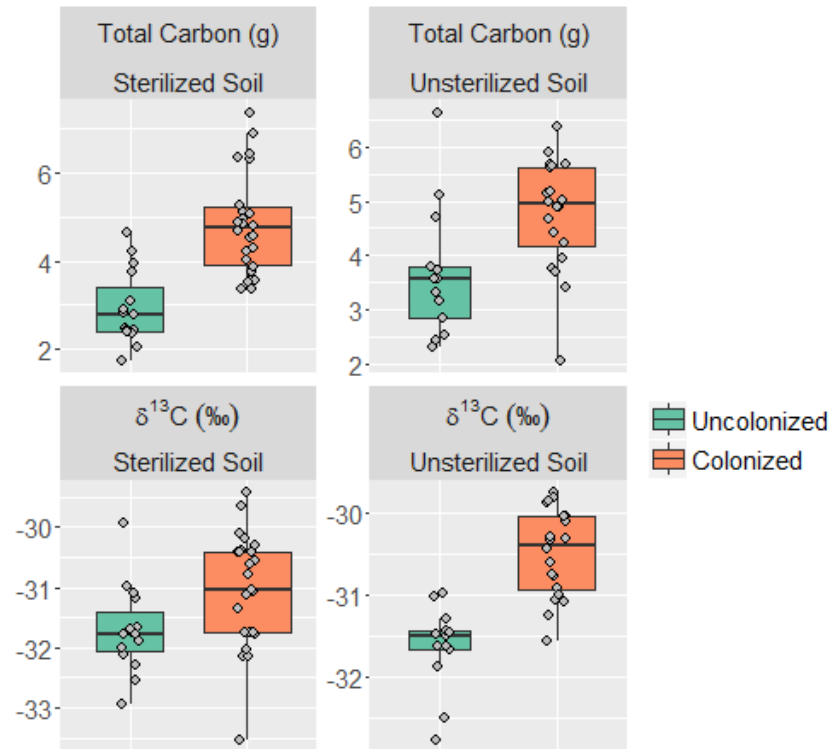 Total Carbon (g)
Sterilized Soil
6
4
2
Total Carbon (g)
Unsterilized Soil
6
5
4
3
2
δ¹³C (‰)
Sterilized Soil
-30
-31
-32
-33
δ¹³C (‰)
Unsterilized Soil
-30
-31
-32
Uncolonized
Colonized